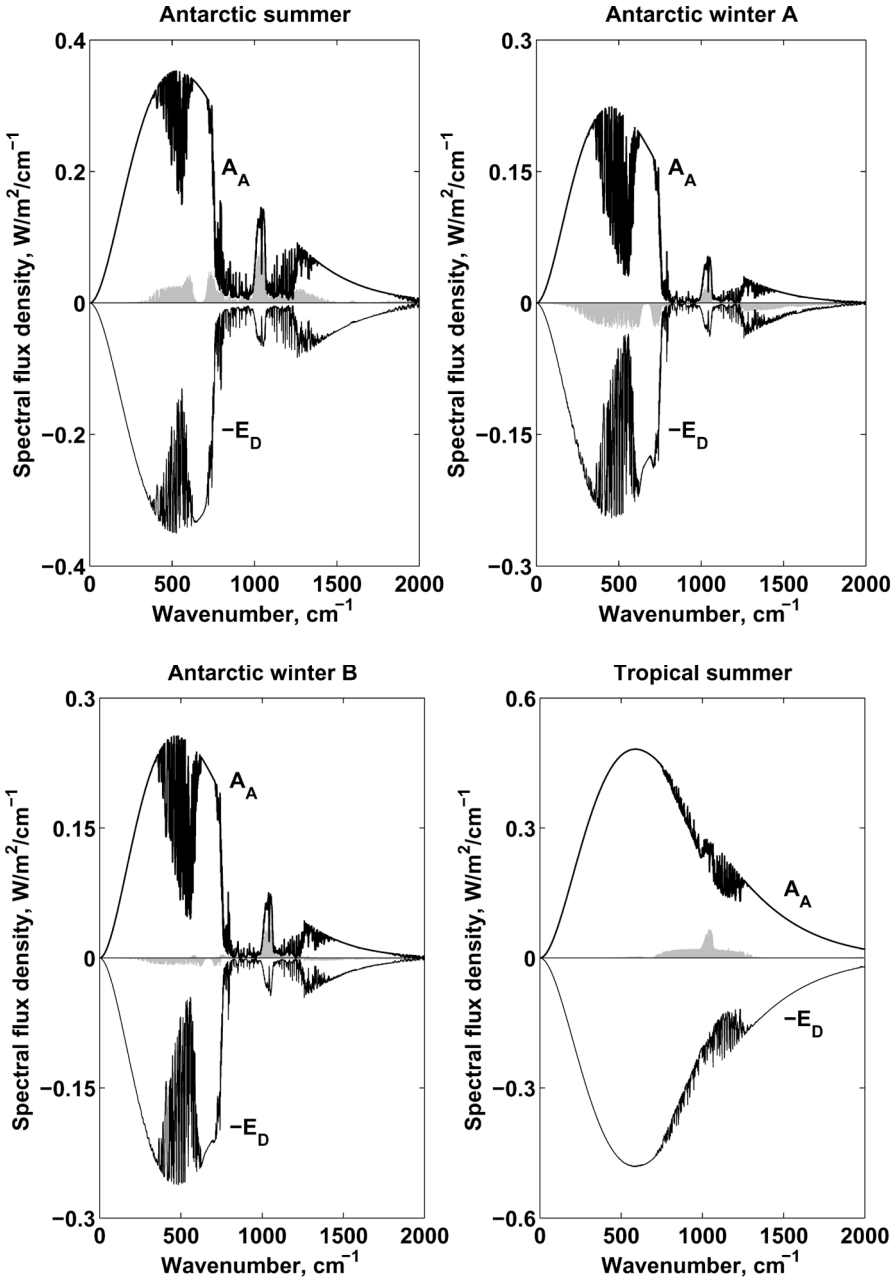 Antarctic summer
0.4
0.2
0
−0.2
−0.4
Spectral flux density, W/m²/cm⁻¹
A_A
−E_D
0 500 1000 1500 2000
Wavenumber, cm⁻¹
Antarctic winter A
0.3
0.15
0
−0.15
−0.3
Spectral flux density, W/m²/cm⁻¹
A_A
−E_D
0 500 1000 1500 2000
Wavenumber, cm⁻¹
Antarctic winter B
0.3
0.15
0
−0.15
−0.3
Spectral flux density, W/m²/cm⁻¹
A_A
−E_D
0 500 1000 1500 2000
Wavenumber, cm⁻¹
Tropical summer
0.6
0.3
0
−0.3
−0.6
Spectral flux density, W/m²/cm⁻¹
A_A
−E_D
0 500 1000 1500 2000
Wavenumber, cm⁻¹